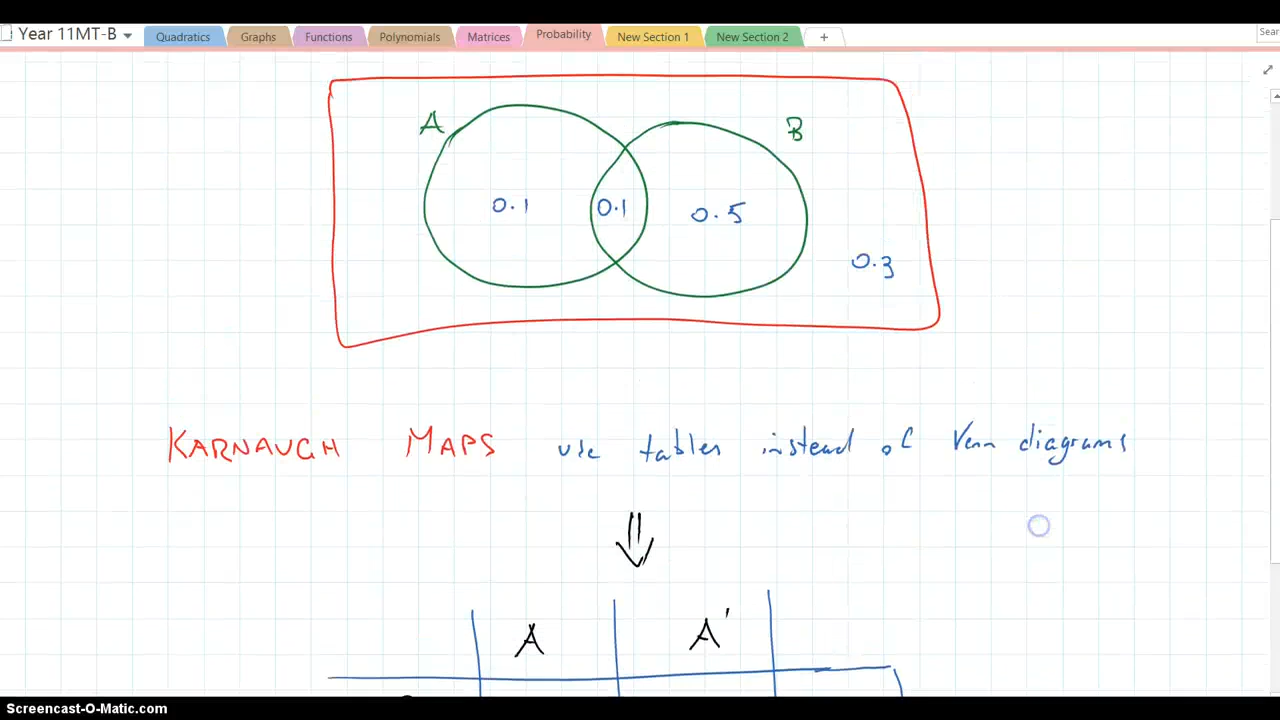 Year 11MT-B
Quadratics Graphs Functions Polynomials Matrices Probability New Section 1 New Section 2 +
Sear
A B
0.1 0.1 0.5
0.3
KARNAUGH MAPS use tables instead of Venn diagrams
A A'
Screencast-O-Matic.com